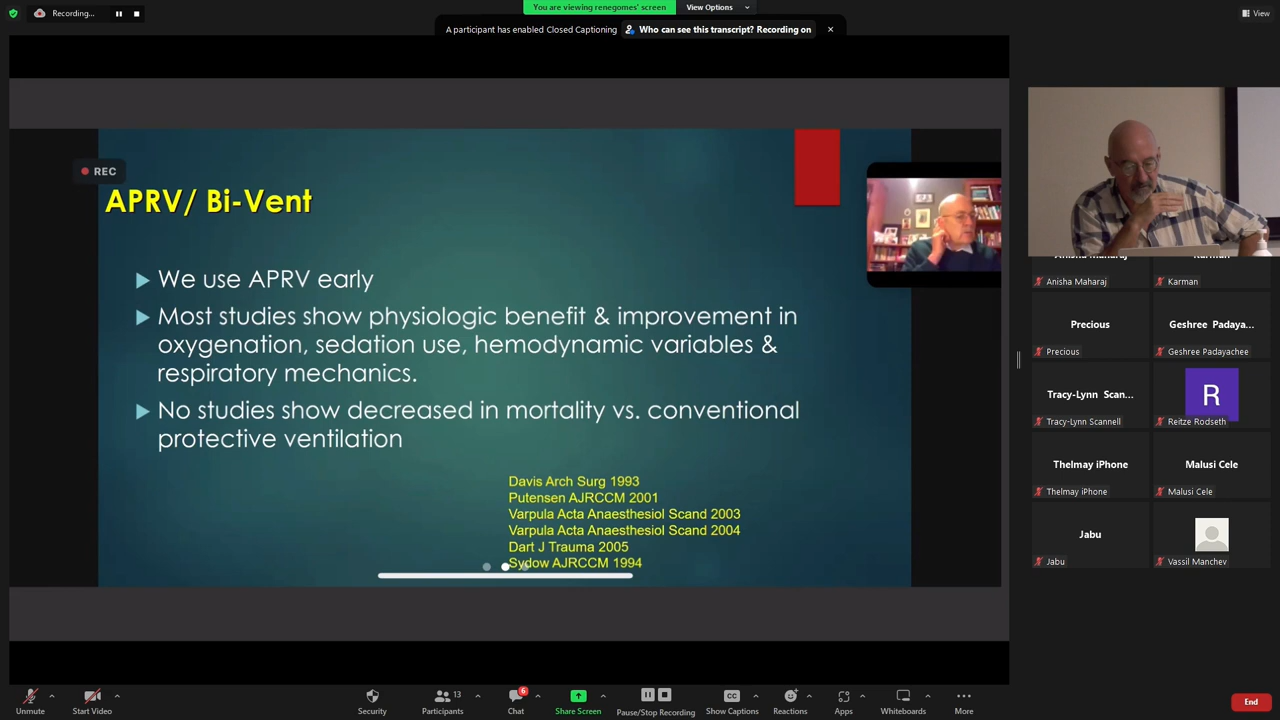 Recording...
You are viewing renegomes' screen
View Options
View
A participant has enabled Closed Captioning
Who can see this transcript? Recording on
REC
APRV/ Bi-Vent
We use APRV early
Most studies show physiologic benefit & improvement in
oxygenation, sedation use, hemodynamic variables &
respiratory mechanics.
No studies show decreased in mortality vs. conventional
protective ventilation
Davis Arch Surg 1993
Putensen AJRCCM 2001
Varpula Acta Anaesthesiol Scand 2003
Varpula Acta Anaesthesiol Scand 2004
Dart J Trauma 2005
Sydow AJRCCM 1994
Anisha Maharaj
Karman
Precious
Geshree Padaya...
Precious
Geshree Padayachee
Tracy-Lynn Scan...
R
Tracy-Lynn Scannell
Reitze Rodseth
Thelmay iPhone
Malusi Cele
Thelmay iPhone
Malusi Cele
Jabu
Jabu
Vassil Manchev
Unmute
Start Video
Security
13
Participants
6
Chat
Share Screen
Pause/Stop Recording
CC
Show Captions
Reactions
Apps
Whiteboards
More
End